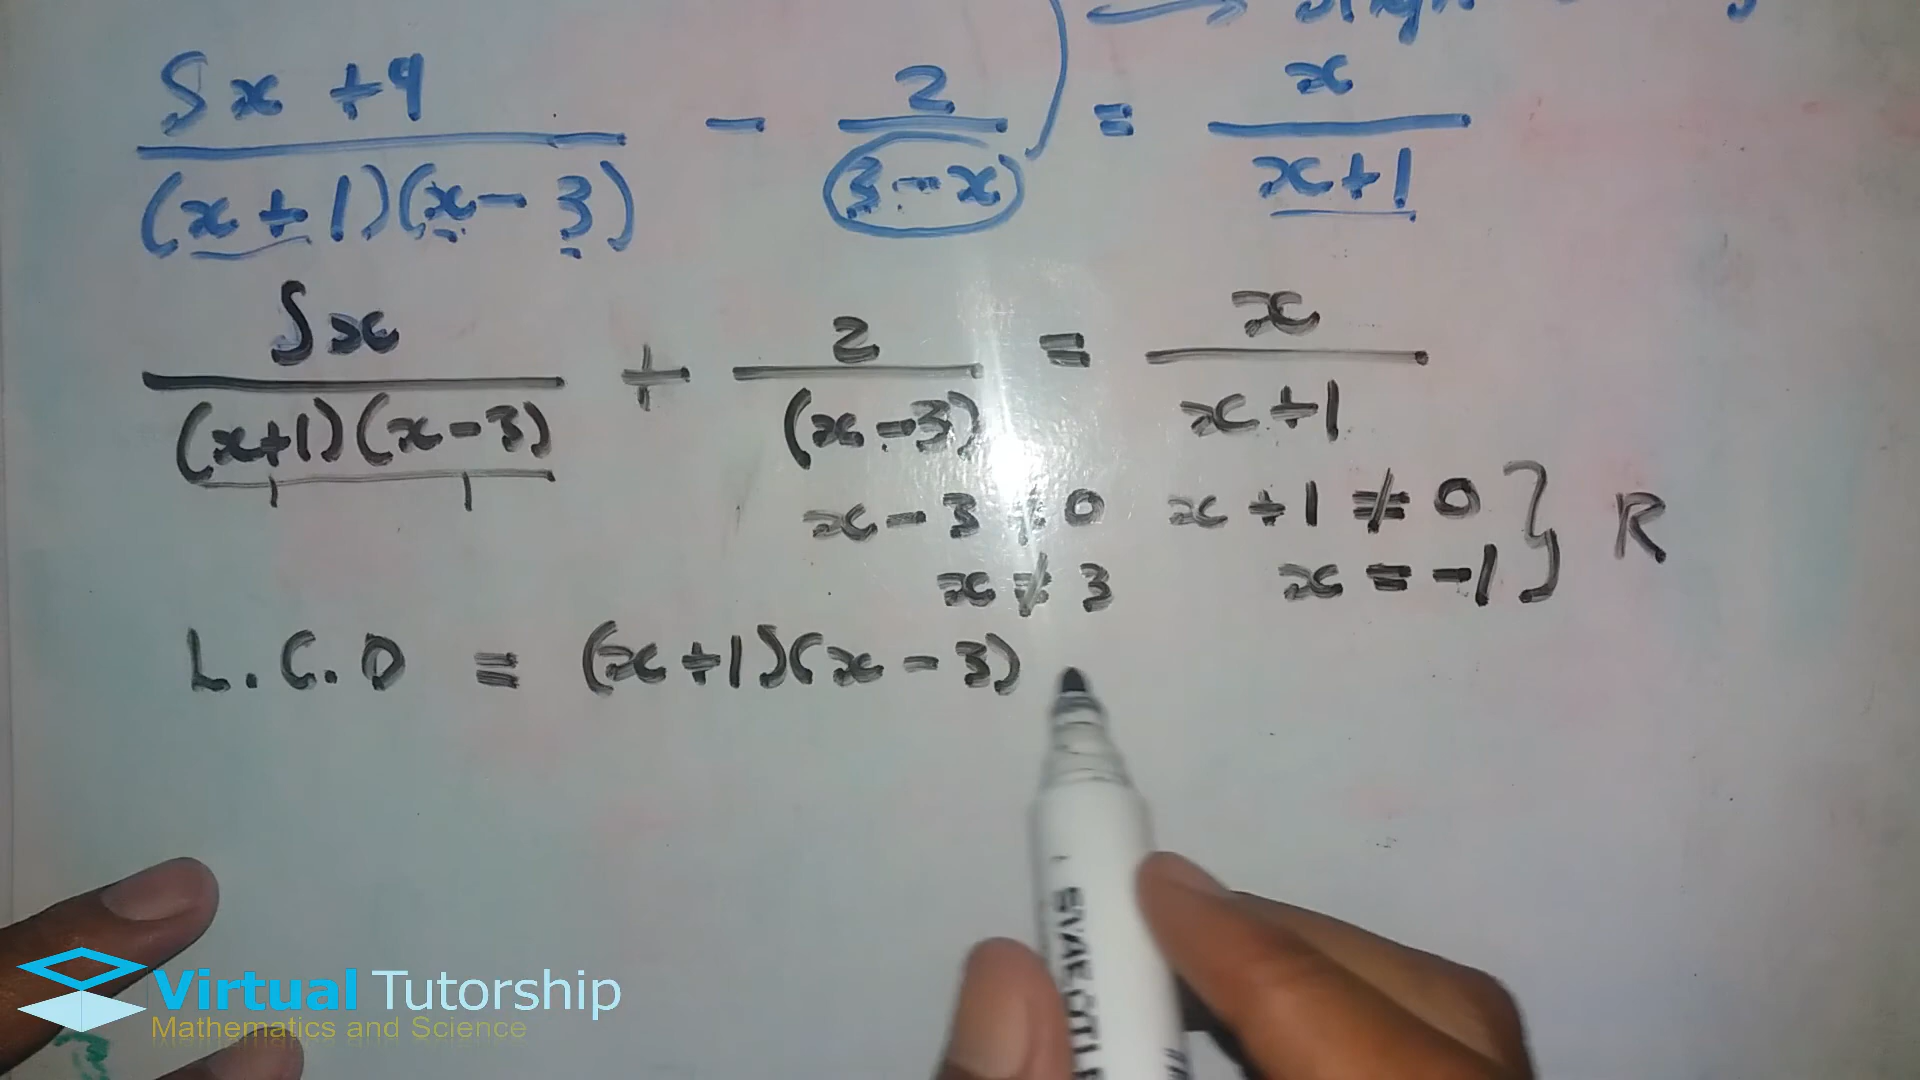 5x + 9 / (x + 1)(x - 3) - 2 / (3 - x) = x / x + 1
5x / (x+1)(x-3) + 2 / (x-3) = x / x+1
x - 3 ≠ 0 x + 1 ≠ 0 } R
x ≠ 3 x = -1
L.C.D = (x+1)(x-3)
Virtual Tutorship
Mathematics and Science